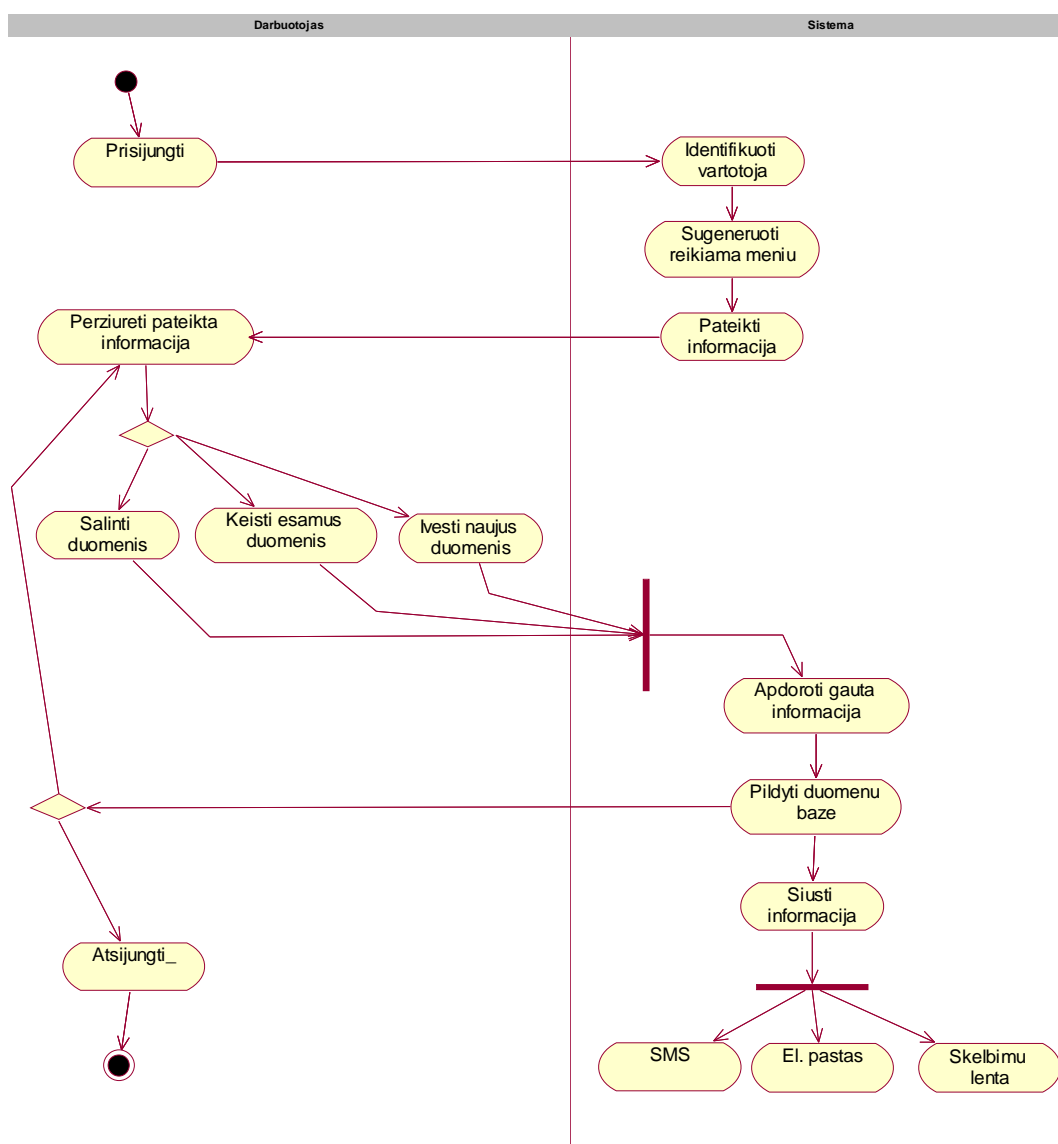 Darbuotojas
Sistema
Prisijungti
Identifikuoti
vartotoja
Sugeneruoti
reikiama meniu
Perziureti pateikta
informacija
Pateikti
informacija
Salinti
duomenis
Keisti esamus
duomenis
Ivesti naujus
duomenis
Apdoroti gauta
informacija
Pildyti duomenu
baze
Siusti
informacija
Atsijungti_
SMS
El. pastas
Skelbimu
lenta